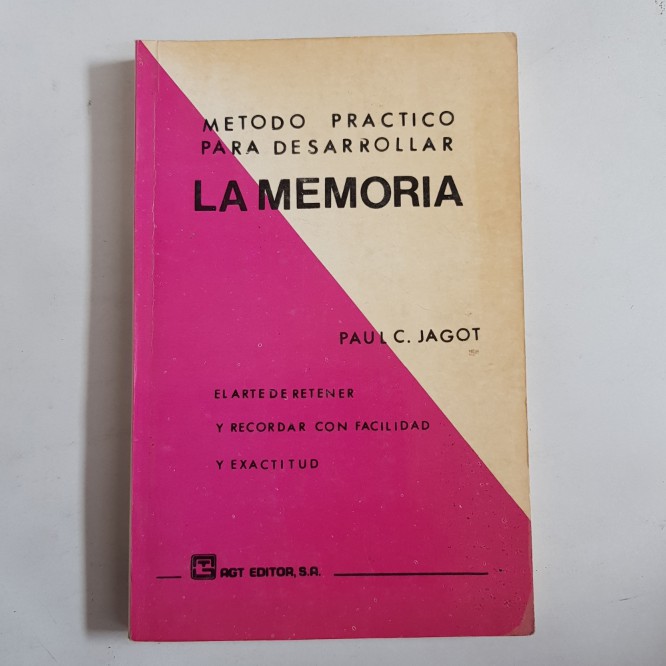 METODO PRACTICO
PARA DESARROLLAR
LA MEMORIA
PAUL C. JAGOT
EL ARTE DE RETENER
Y RECORDAR CON FACILIDAD
Y EXACTITUD
AGT EDITOR, S.A.